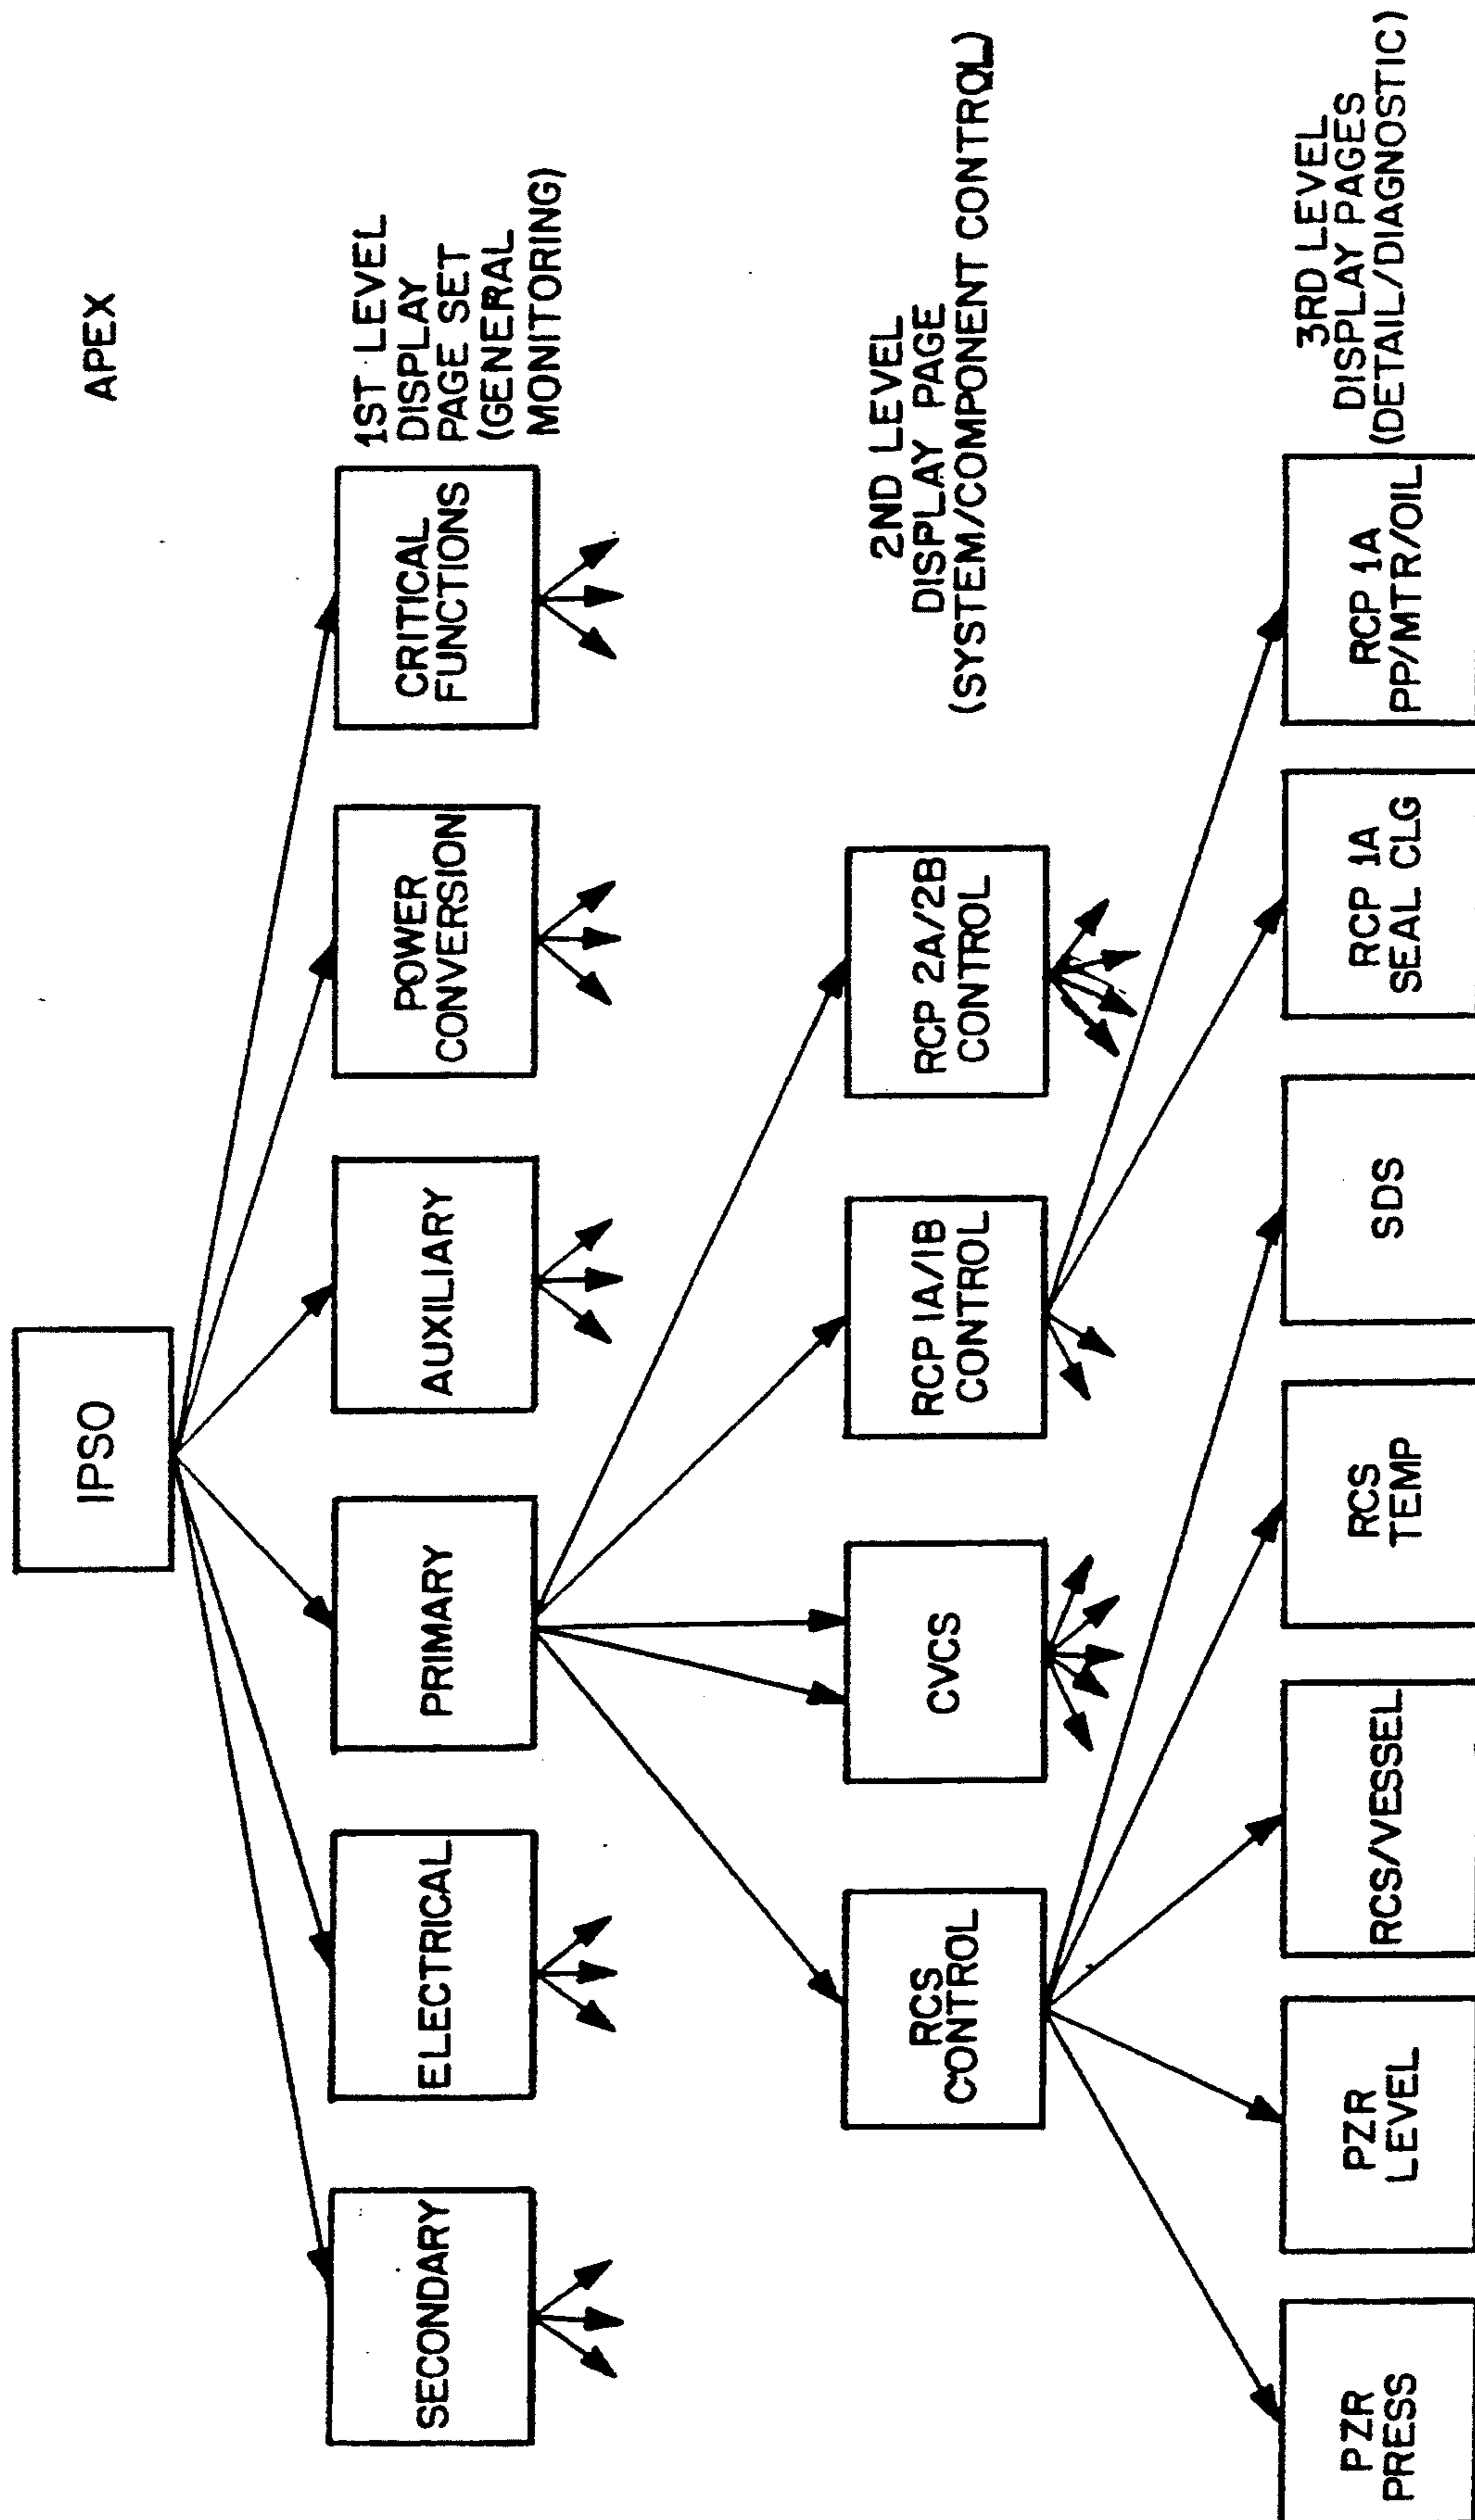 IPSO
APEX
SECONDARY
ELECTRICAL
PRIMARY
AUXILIARY
POWER
CONVERSION
CRITICAL
FUNCTIONS
1ST LEVEL
DISPLAY
PAGE SET
(GENERAL
MONITORING)
RCS
CONTROL
CVCS
RCP 1A/1B
CONTROL
RCP 2A/2B
CONTROL
2ND LEVEL
DISPLAY PAGE
(SYSTEM/COMPONENT CONTROL)
PZR
PRESS
PZR
LEVEL
RCS/VESSEL
RCS
TEMP
SDS
RCP 1A
SEAL CLG
RCP 1A
PP/MTR/OIL
3RD LEVEL
DISPLAY PAGES
(DETAIL/DIAGNOSTIC)